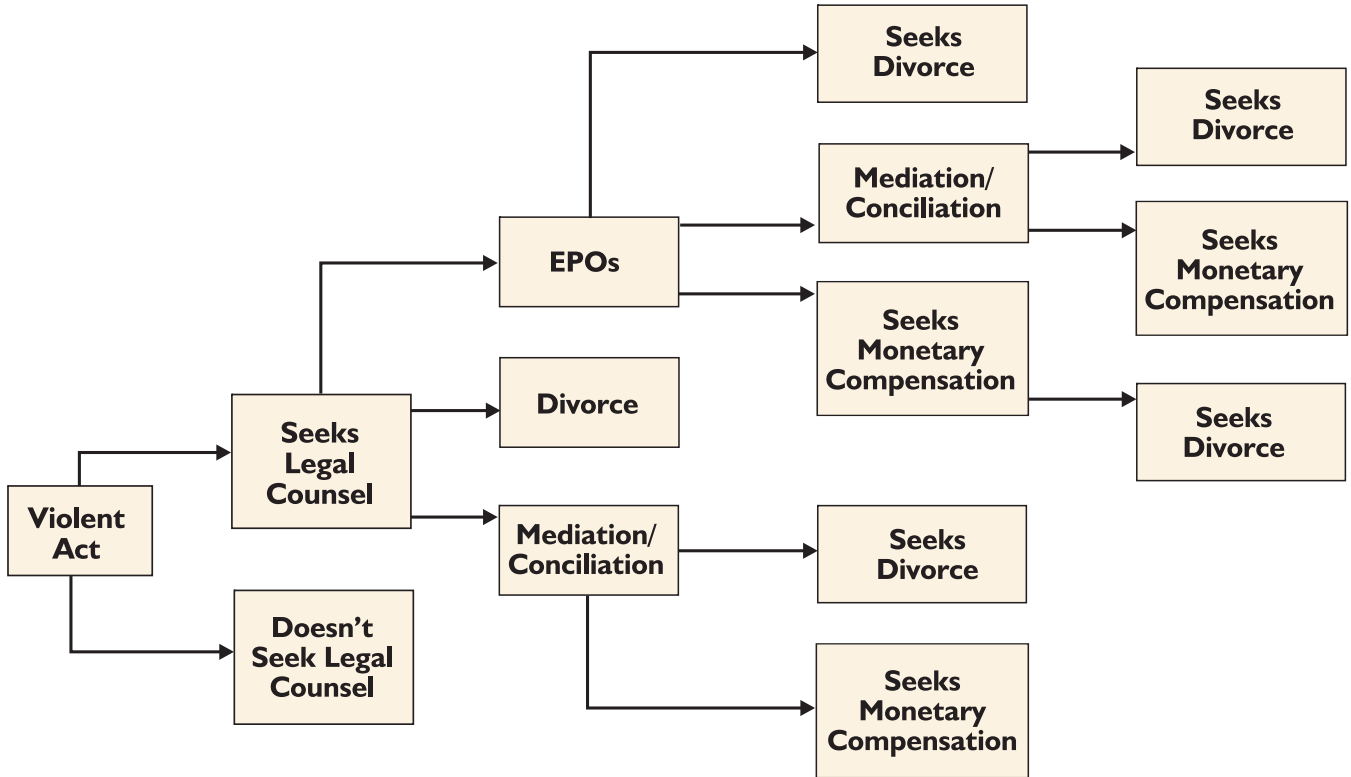 Seeks
Divorce
Seeks
Divorce
Mediation/
Conciliation
Seeks
Monetary
Compensation
EPOs
Seeks
Monetary
Compensation
Divorce
Seeks
Divorce
Seeks
Legal
Counsel
Violent
Act
Mediation/
Conciliation
Seeks
Divorce
Doesn't
Seek Legal
Counsel
Seeks
Monetary
Compensation